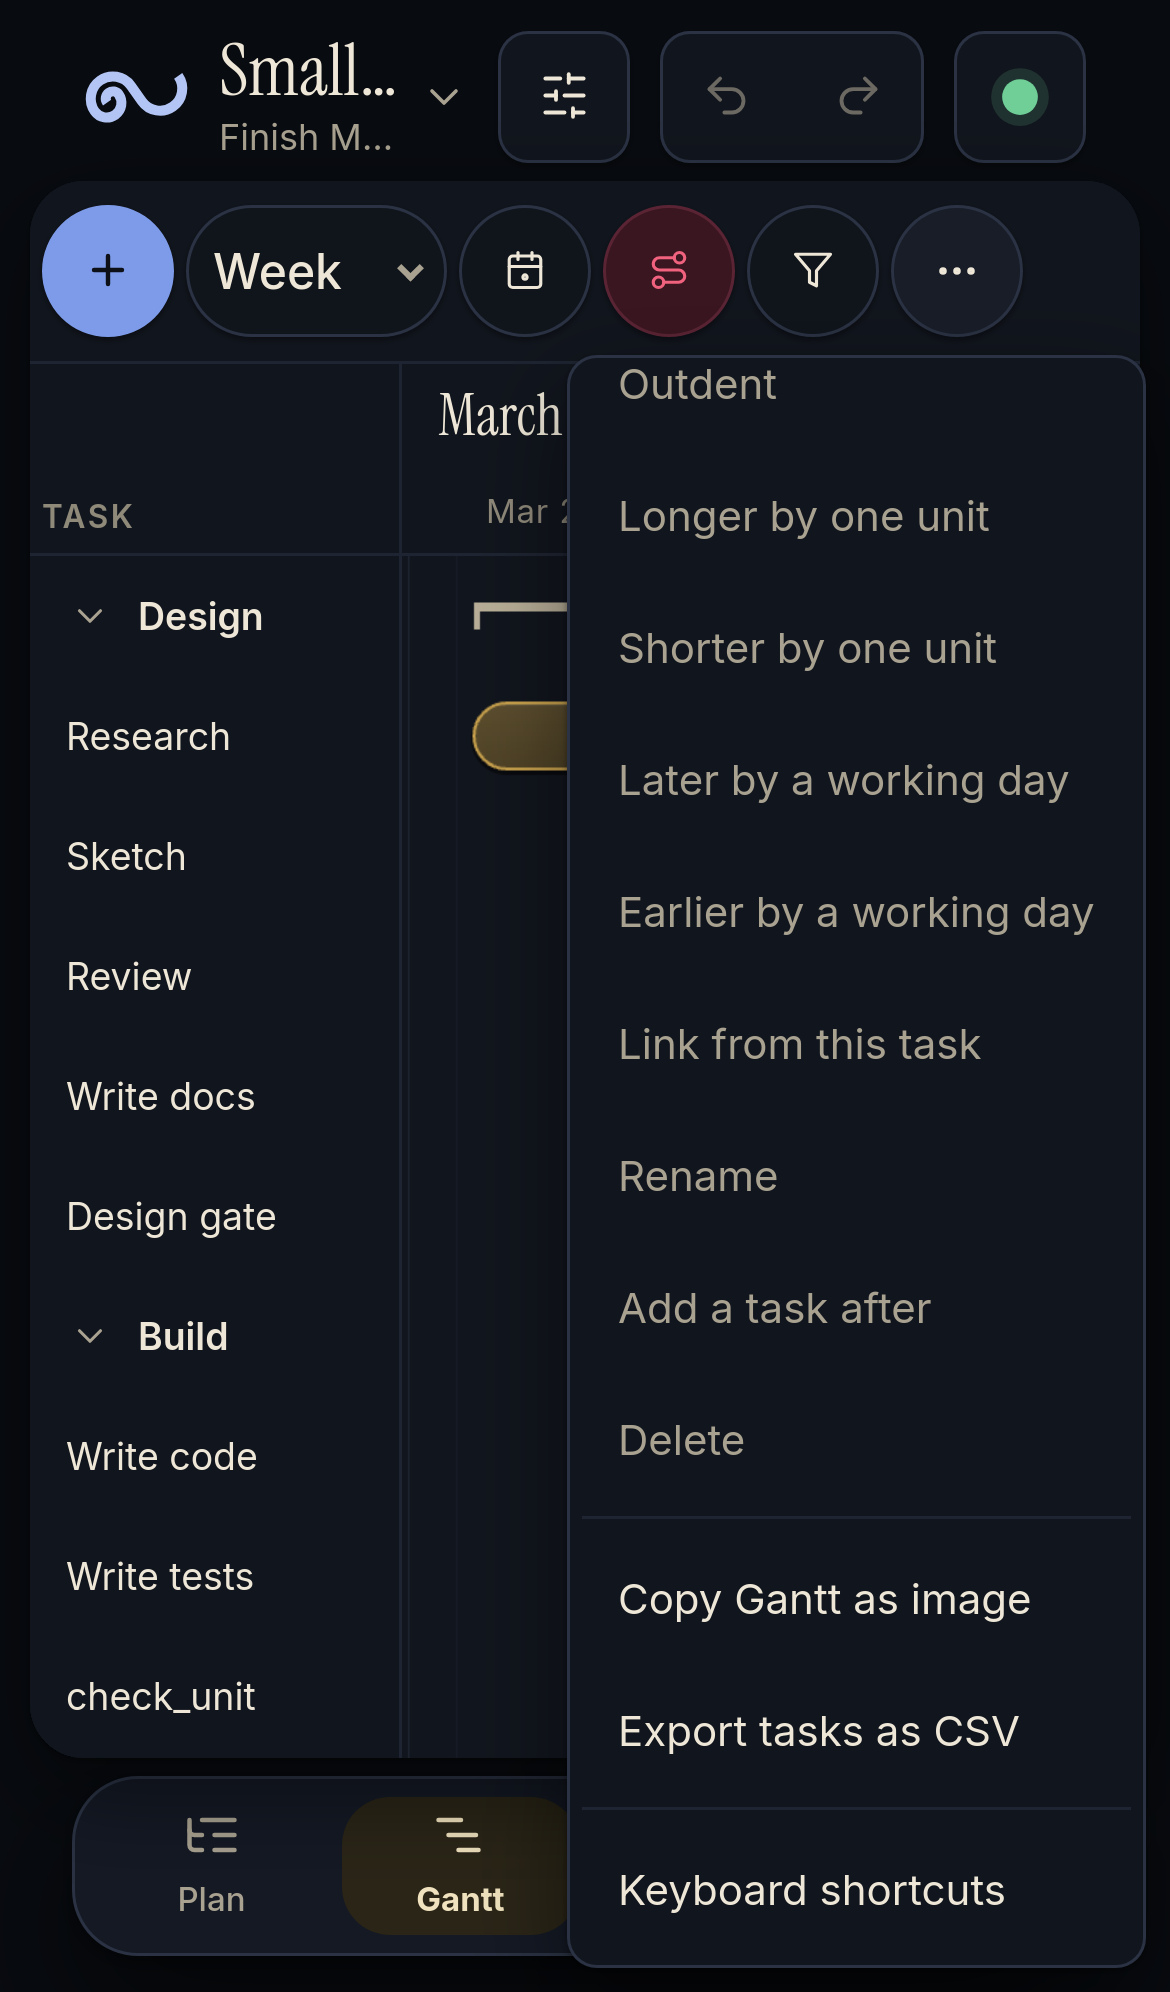 Small...
Finish M...
Week
March
Mar
TASK
Design
Research
Sketch
Review
Write docs
Design gate
Build
Write code
Write tests
check_unit
Outdent
Longer by one unit
Shorter by one unit
Later by a working day
Earlier by a working day
Link from this task
Rename
Add a task after
Delete
Copy Gantt as image
Export tasks as CSV
Keyboard shortcuts
Plan
Gantt